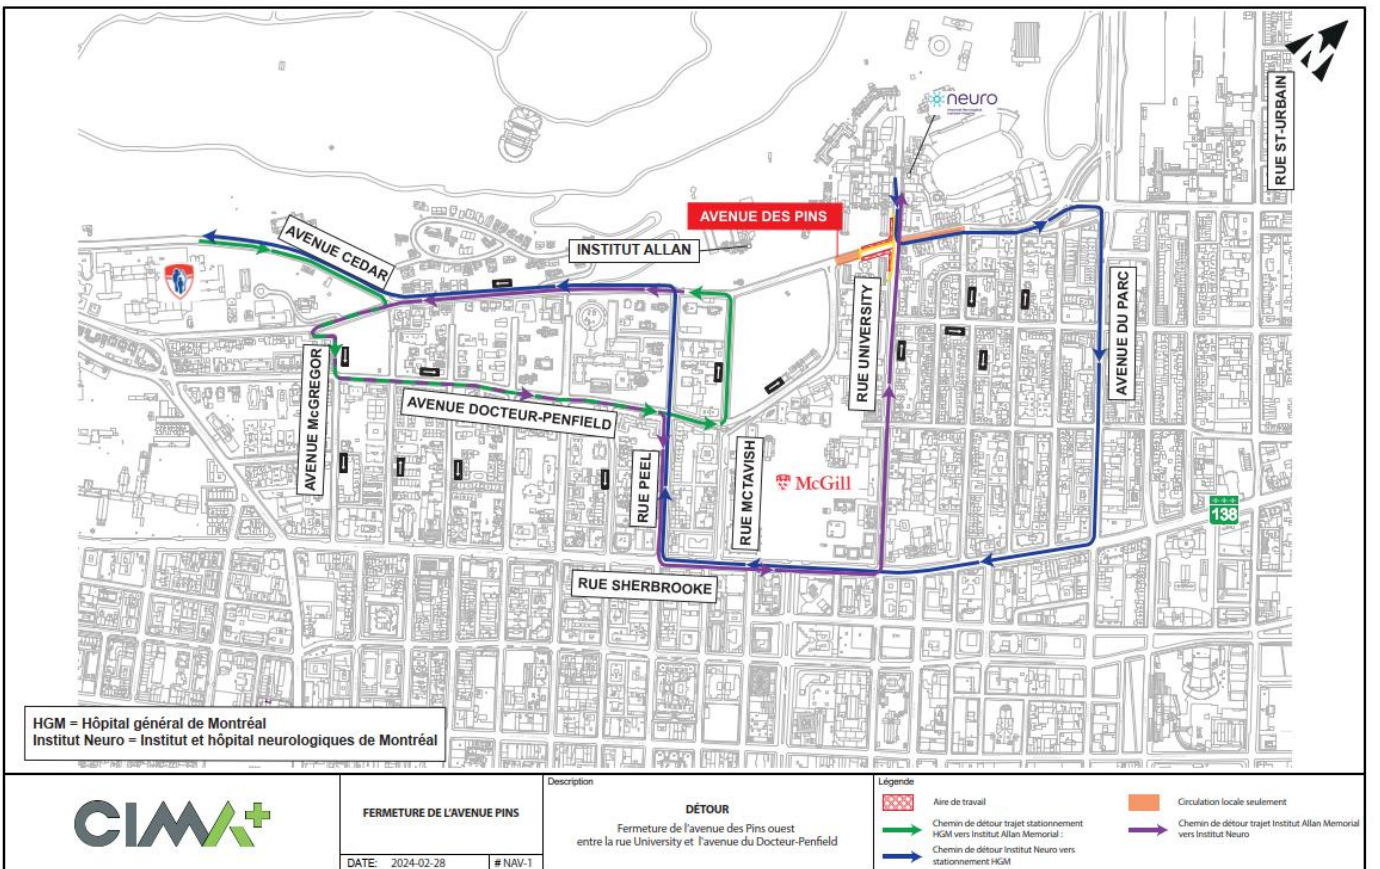 neuro
RUE ST-URBAIN
AVENUE DES PINS
INSTITUT ALLAN
AVENUE CEDAR
RUE UNIVERSITY
AVENUE DU PARC
AVENUE McGREGOR
AVENUE DOCTEUR-PENFIELD
RUE PEEL
RUE MCTAVISH
McGill
138
RUE SHERBROOKE
HGM = Hôpital général de Montréal
Institut Neuro = Institut et hôpital neurologiques de Montréal
CIMA+
FERMETURE DE L'AVENUE PINS
DATE: 2024-02-28
# NAV-1
Description
DÉTOUR
Fermeture de l'avenue des Pins ouest
entre la rue University et l'avenue du Docteur-Penfield
Légende
Aire de travail
Chemin de détour trajet stationnement
HGM vers Institut Allan Memorial :
Chemin de détour Institut Neuro vers
stationnement HGM
Circulation locale seulement
Chemin de détour trajet Institut Allan Memorial
vers Institut Neuro